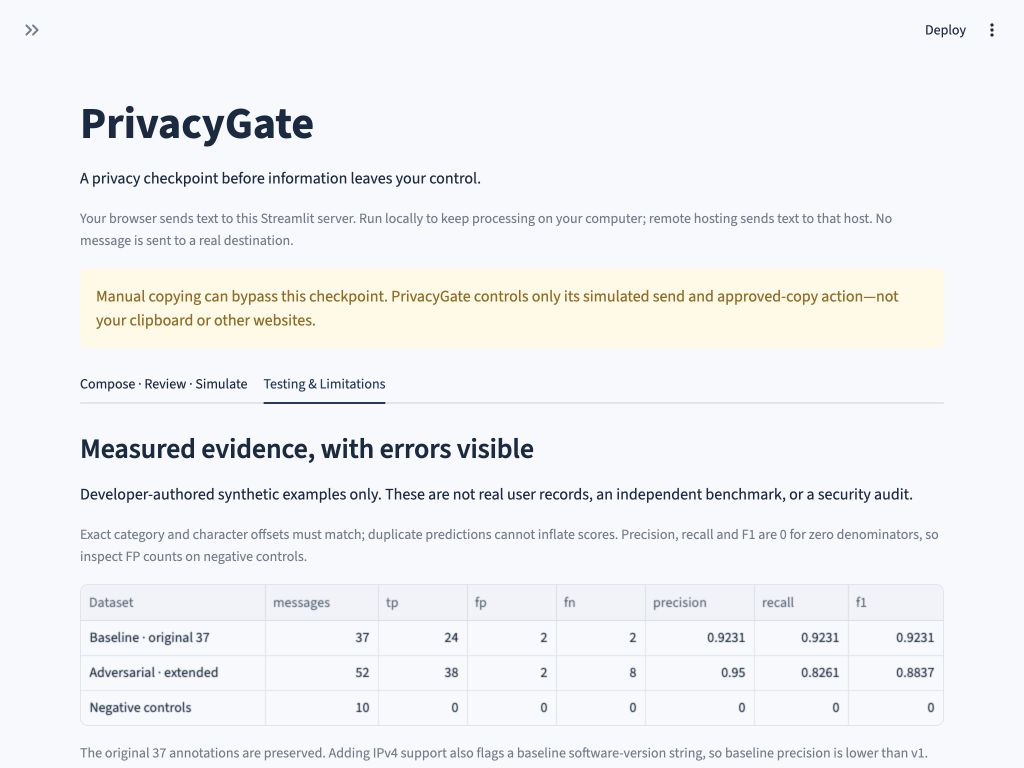 Deploy
PrivacyGate
A privacy checkpoint before information leaves your control.
Your browser sends text to this Streamlit server. Run locally to keep processing on your computer; remote hosting sends text to that host. No
message is sent to a real destination.
Manual copying can bypass this checkpoint. PrivacyGate controls only its simulated send and approved-copy action—not
your clipboard or other websites.
Compose · Review · Simulate Testing & Limitations
Measured evidence, with errors visible
Developer-authored synthetic examples only. These are not real user records, an independent benchmark, or a security audit.
Exact category and character offsets must match; duplicate predictions cannot inflate scores. Precision, recall and F1 are 0 for zero denominators, so
inspect FP counts on negative controls.
Dataset messages tp fp fn precision recall f1
Baseline · original 37 37 24 2 2 0.9231 0.9231 0.9231
Adversarial · extended 52 38 2 8 0.95 0.8261 0.8837
Negative controls 10 0 0 0 0 0 0
The original 37 annotations are preserved. Adding IPv4 support also flags a baseline software-version string, so baseline precision is lower than v1.